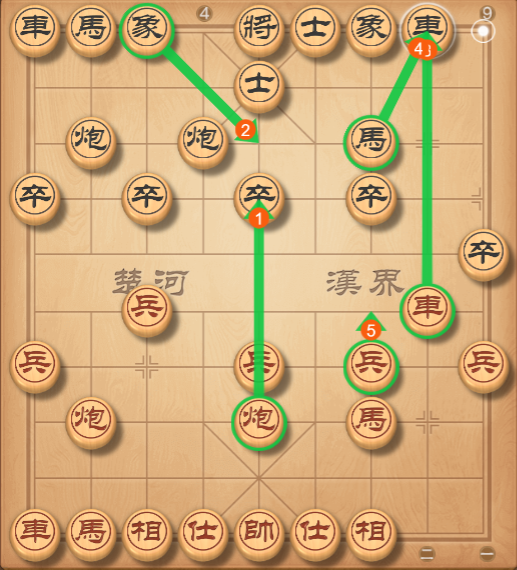 車 馬 象 4 將 士 象 車 9
4
士
2
炮 炮 馬
卒 卒 卒 卒
1
卒
楚河 漢界
兵 車
5
兵 兵 兵 兵
炮 炮 馬
車 馬 相 仕 帥 仕 相 二 一